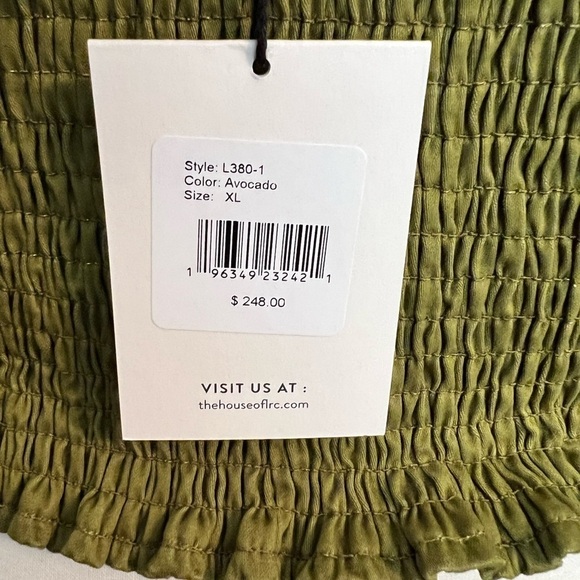 Style: L380-1
Color: Avocado
Size: XL
1 96349 23242 1
$ 248.00
VISIT US AT :
thehouseoflrc.com